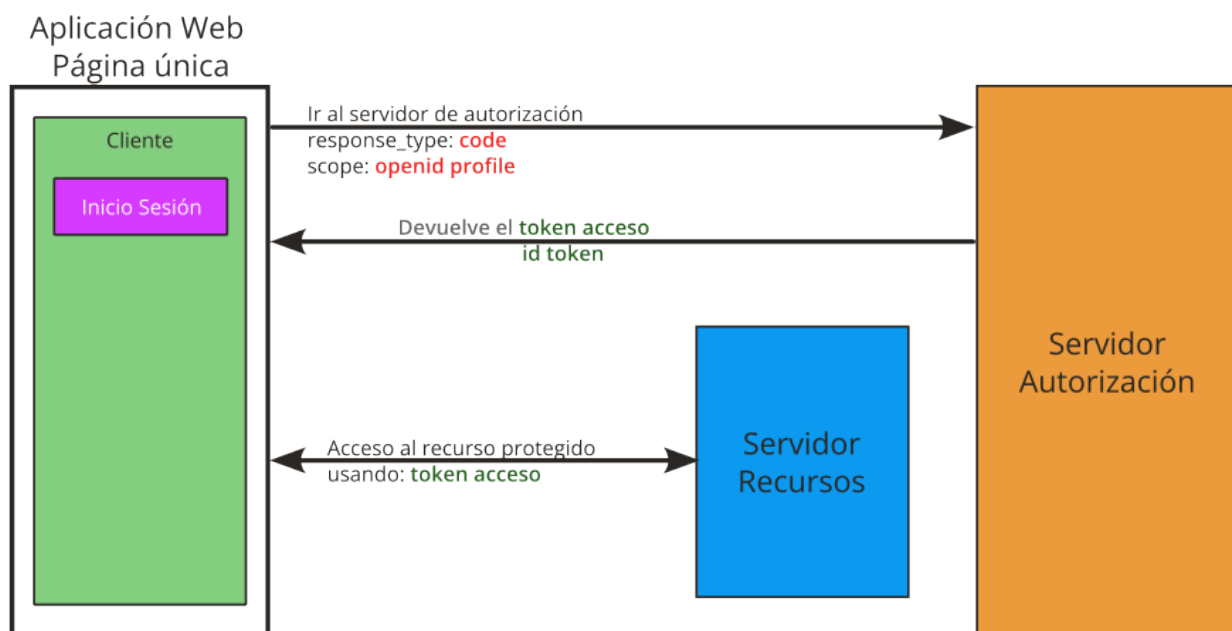 Aplicación Web
Página única
Cliente
Inicio Sesión
Ir al servidor de autorización
response_type: code
scope: openid profile
Devuelve el token acceso
id token
Acceso al recurso protegido
usando: token acceso
Servidor
Recursos
Servidor
Autorización